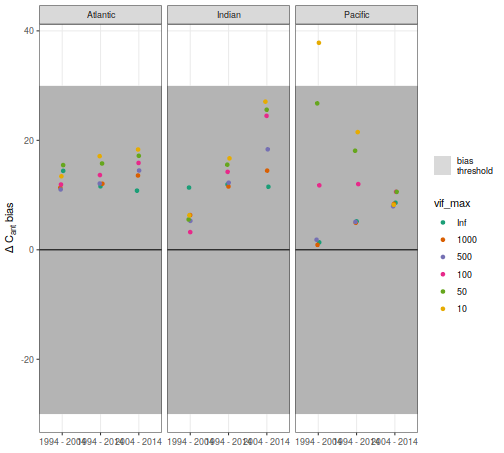 Atlantic Indian Pacific
40
20
0
-20
Δ Cant bias
1994 - 2004 1994 - 2014 2004 - 2014 1994 - 2004 1994 - 2014 2004 - 2014 1994 - 2004 1994 - 2014 2004 - 2014
bias
threshold
vif_max
Inf
1000
500
100
50
10